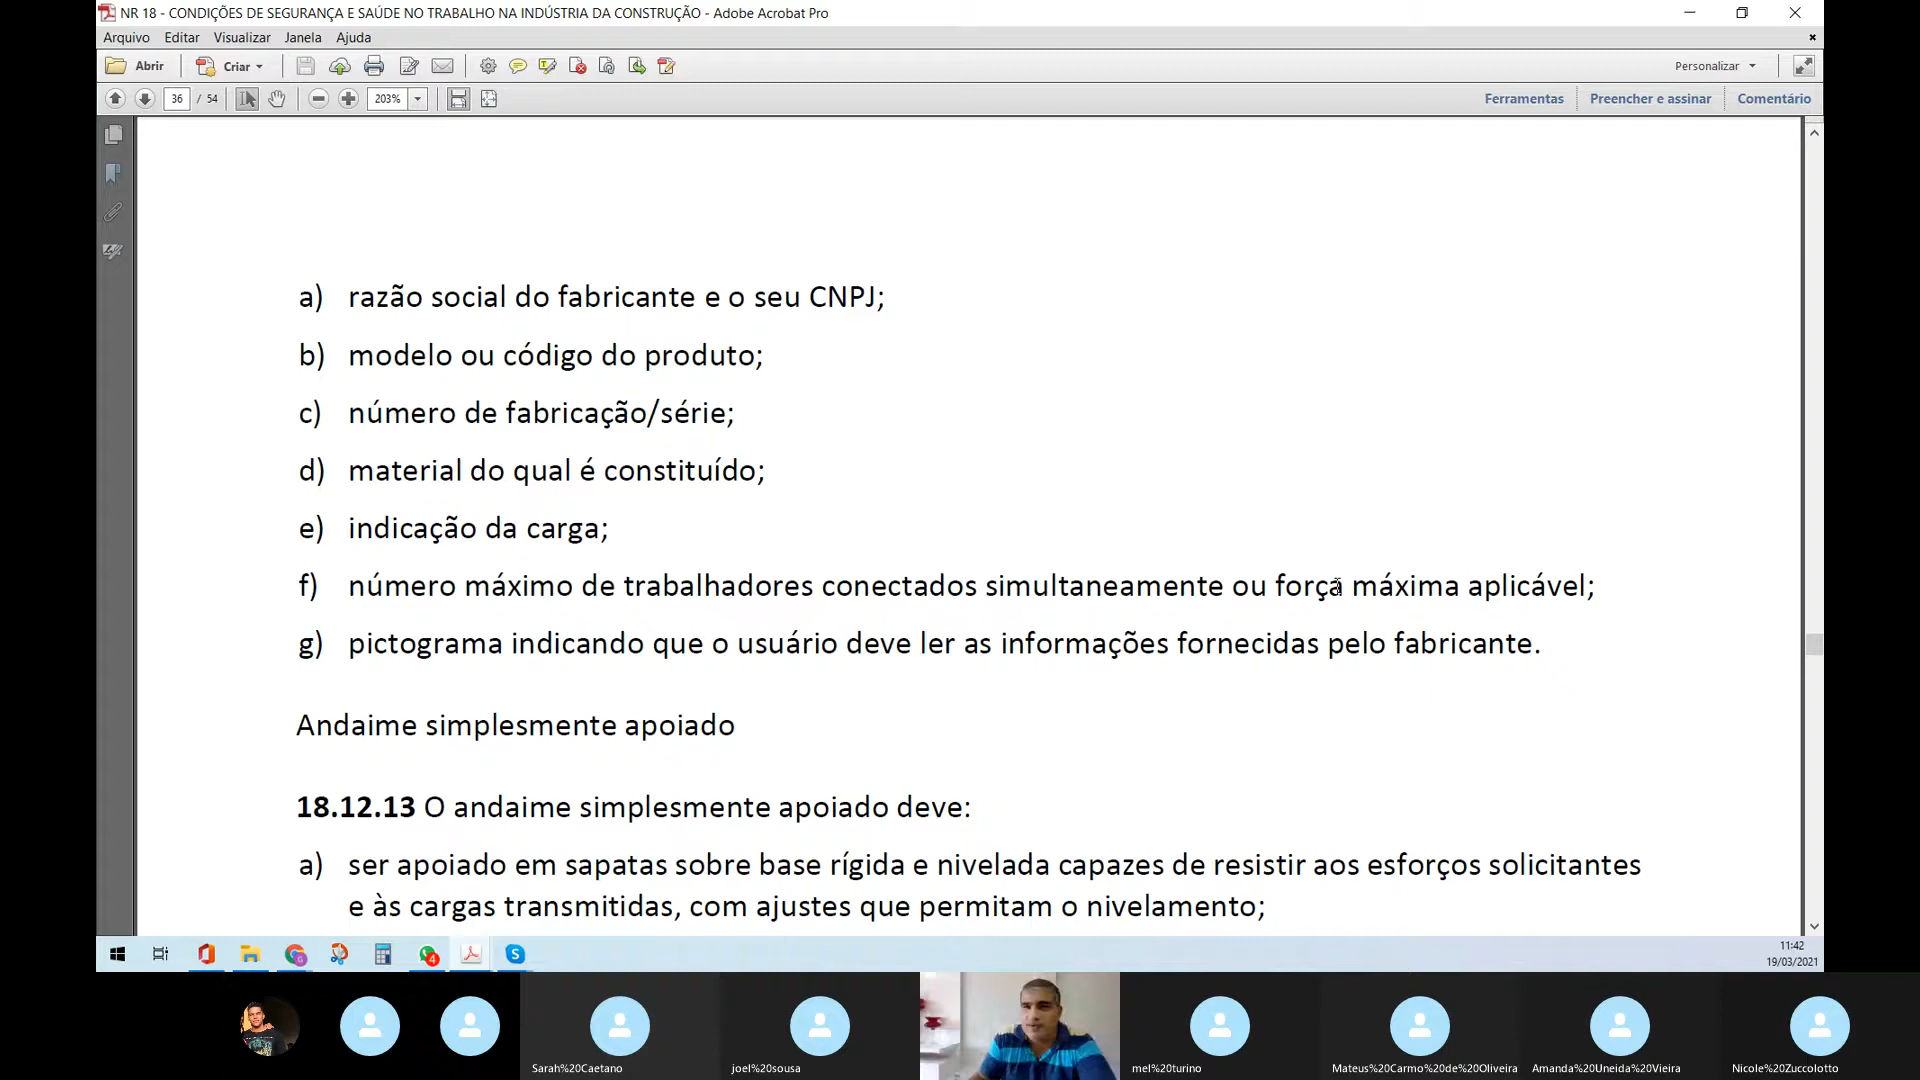 NR 18 - CONDIÇÕES DE SEGURANÇA E SAÚDE NO TRABALHO NA INDÚSTRIA DA CONSTRUÇÃO - Adobe Acrobat Pro
Arquivo Editar Visualizar Janela Ajuda
Abrir Criar Personalizar
36 / 54 203% Ferramentas Preencher e assinar Comentário
a) razão social do fabricante e o seu CNPJ;
b) modelo ou código do produto;
c) número de fabricação/série;
d) material do qual é constituído;
e) indicação da carga;
f) número máximo de trabalhadores conectados simultaneamente ou força máxima aplicável;
g) pictograma indicando que o usuário deve ler as informações fornecidas pelo fabricante.
Andaime simplesmente apoiado
18.12.13 O andaime simplesmente apoiado deve:
a) ser apoiado em sapatas sobre base rígida e nivelada capazes de resistir aos esforços solicitantes
e às cargas transmitidas, com ajustes que permitam o nivelamento;
4
11:42
19/03/2021
Sarah%20Caetano joel%20sousa mel%20turino Mateus%20Carmo%20de%20Oliveira Amanda%20Uneida%20Vieira Nicole%20Zuccolotto